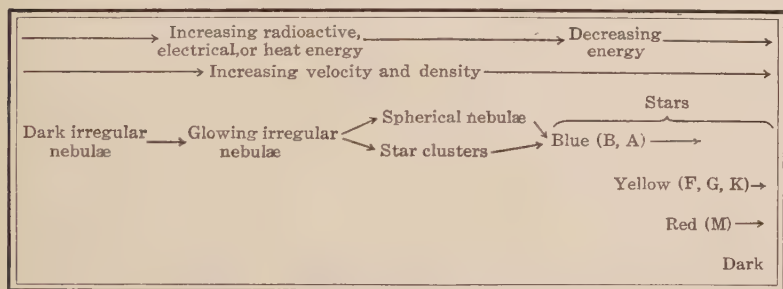 Increasing radioactive,
electrical, or heat energy
Decreasing
energy
Increasing velocity and density
Stars
Dark irregular
nebulæ
Glowing irregular
nebulæ
Spherical nebulæ
Star clusters
Blue (B, A)
Yellow (F, G, K)
Red (M)
Dark